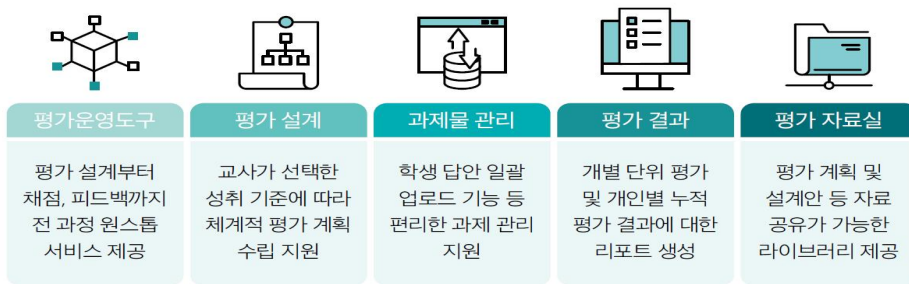 평가운영도구
평가 설계부터
채점, 피드백까지
전 과정 원스톱
서비스 제공
평가 설계
교사가 선택한
성취 기준에 따라
체계적 평가 계획
수립 지원
과제물 관리
학생 답안 일괄
업로드 기능 등
편리한 과제 관리
지원
평가 결과
개별 단위 평가
및 개인별 누적
평가 결과에 대한
리포트 생성
평가 자료실
평가 계획 및
설계안 등 자료
공유가 가능한
라이브러리 제공